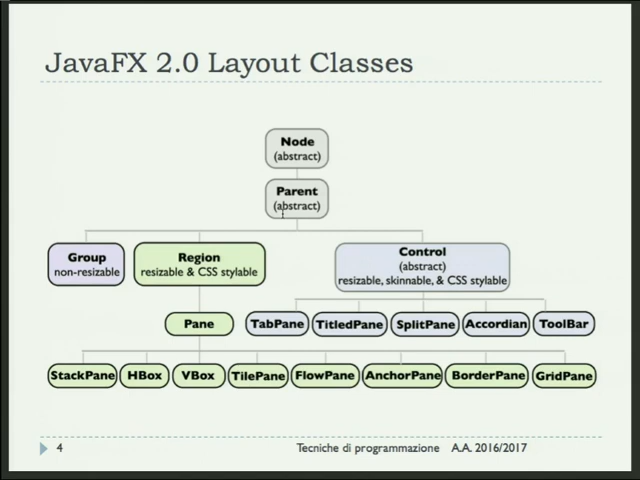 JavaFX 2.0 Layout Classes
Node
(abstract)
Parent
(abstract)
Group
non-resizable
Region
resizable & CSS stylable
Control
(abstract)
resizable, skinnable, & CSS stylable
Pane
TabPane
TitledPane
SplitPane
Accordian
ToolBar
StackPane
HBox
VBox
TilePane
FlowPane
AnchorPane
BorderPane
GridPane
4
Tecniche di programmazione A.A. 2016/2017